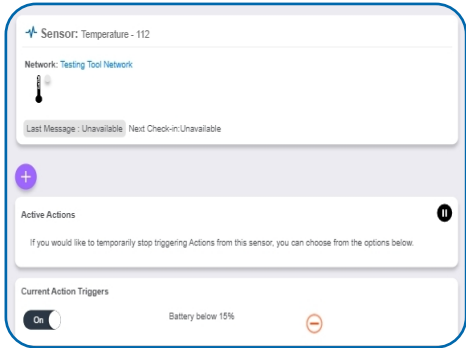 Sensor: Temperature - 112
Network: Testing Tool Network
Last Message : Unavailable Next Check-in:Unavailable
Active Actions
If you would like to temporarily stop triggering Actions from this sensor, you can choose from the options below.
Current Action Triggers
On Battery below 15%